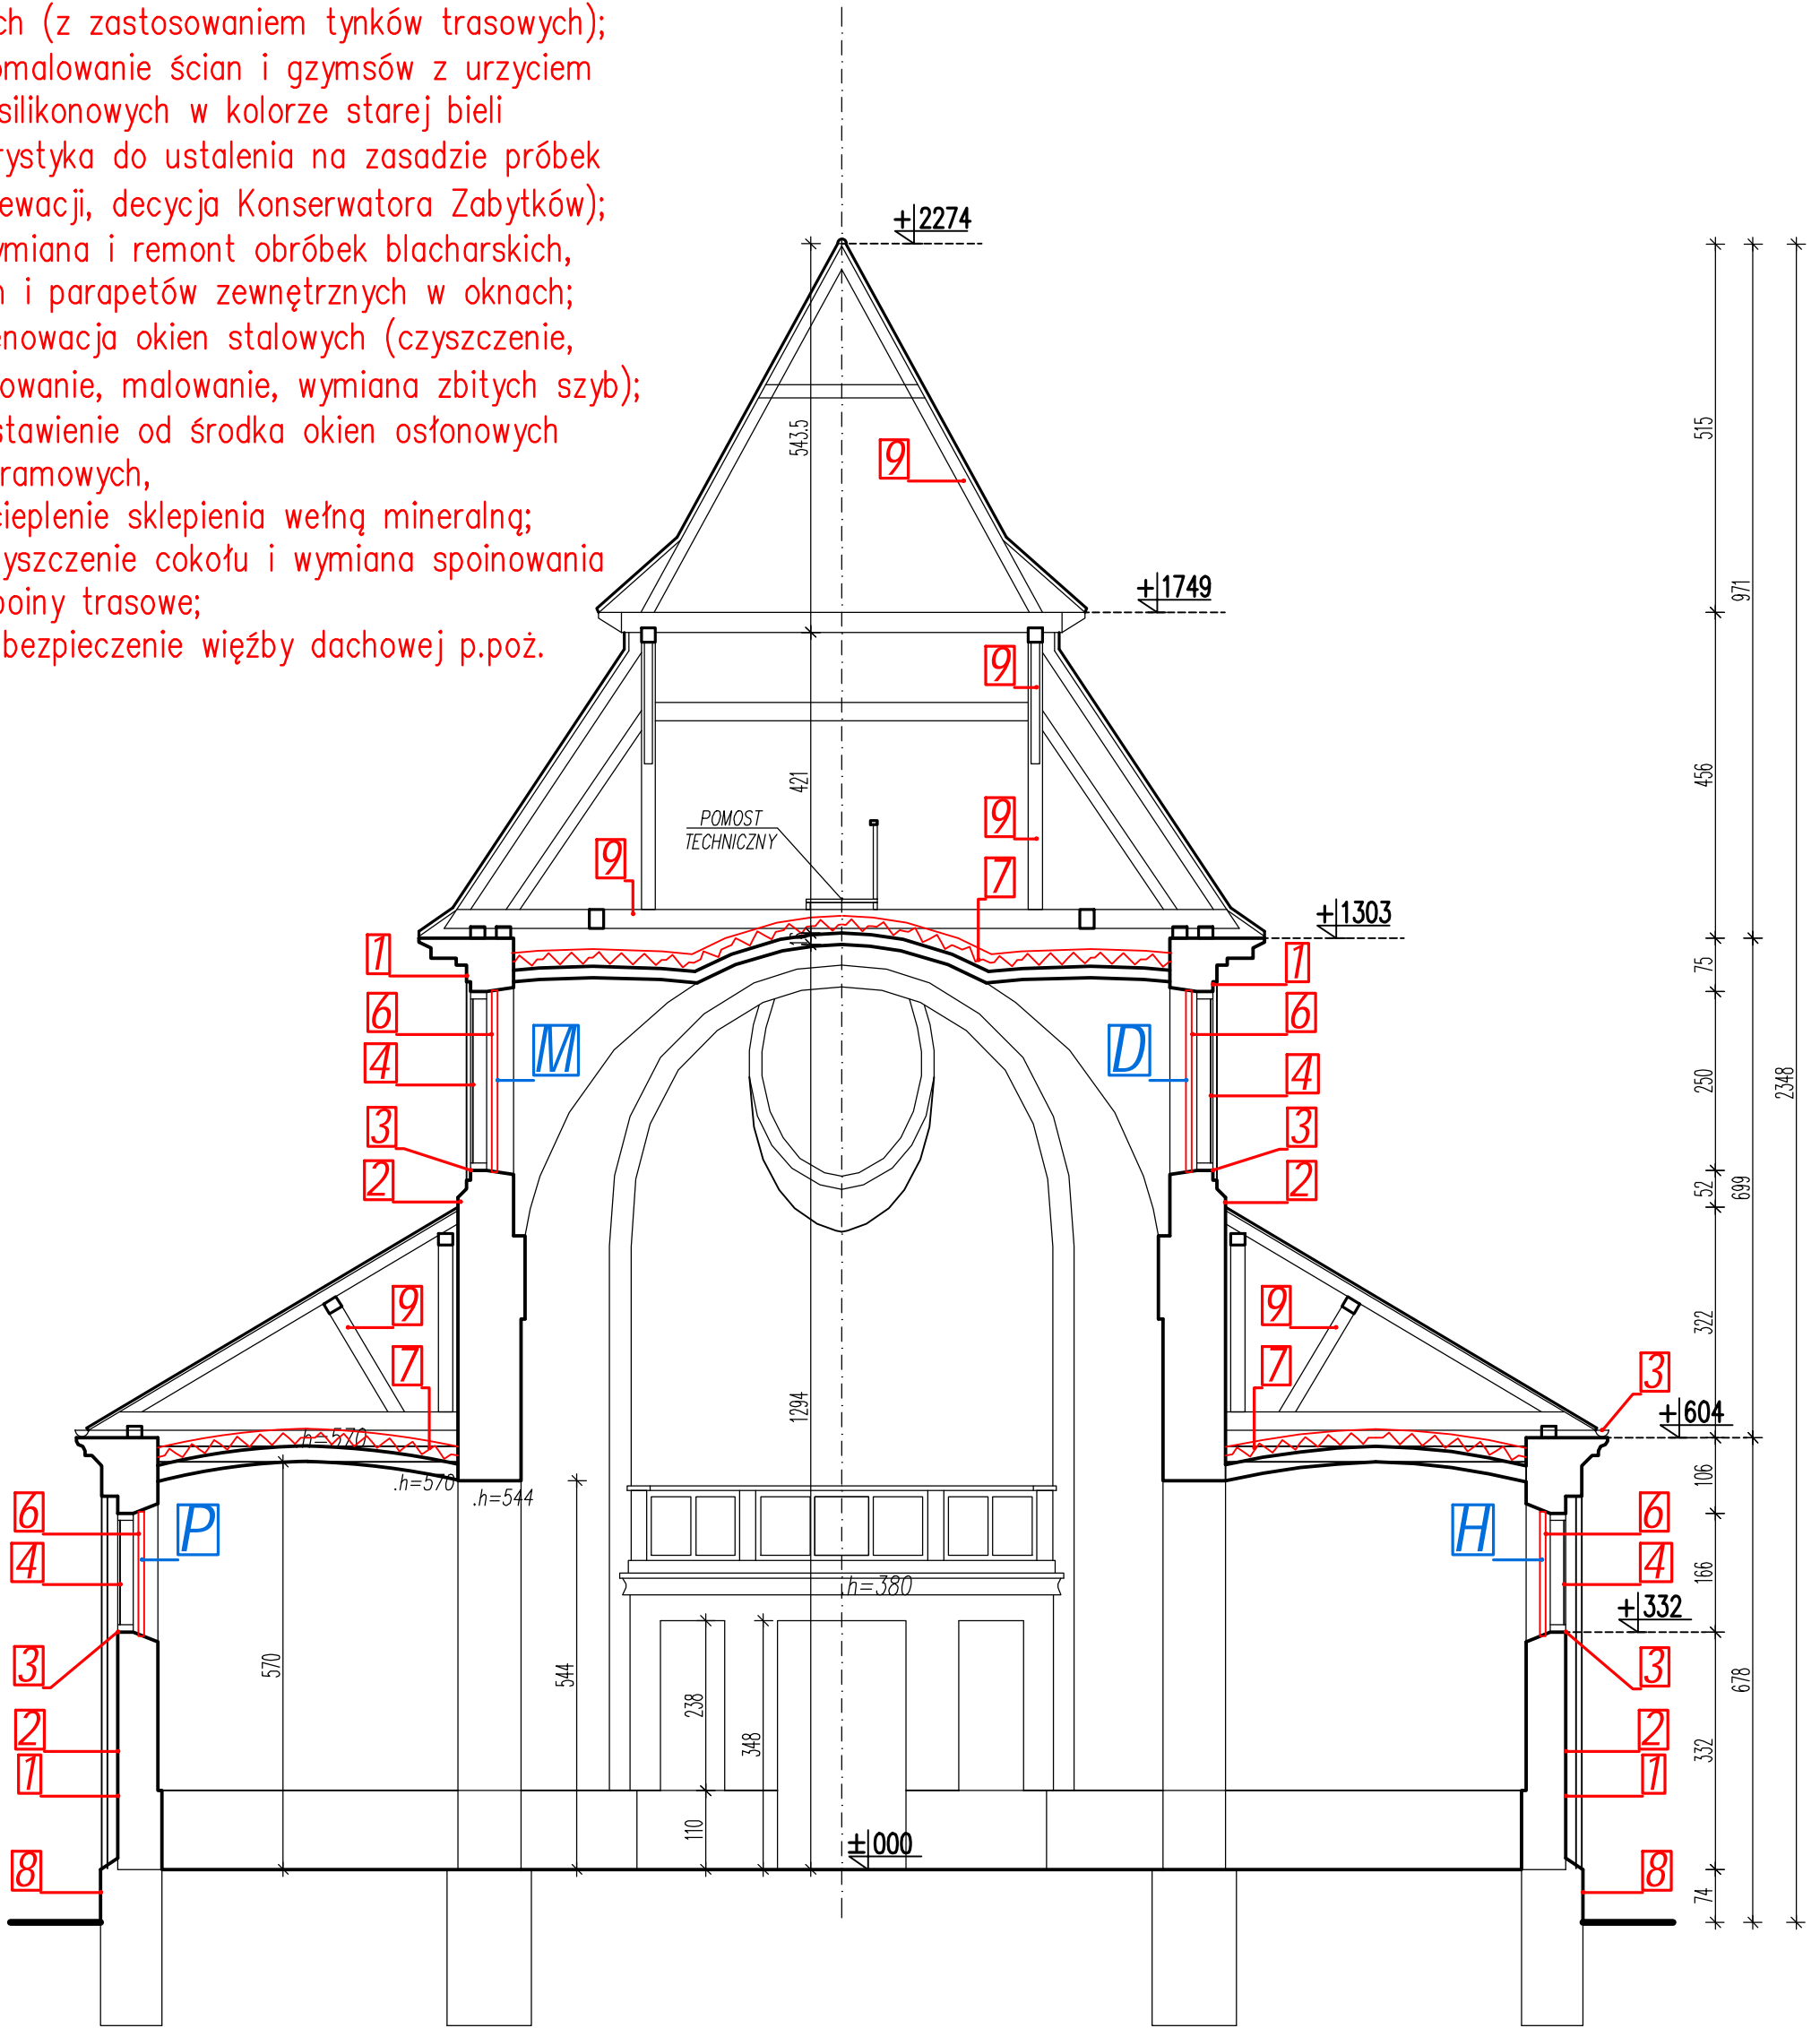 ch (z zastosowaniem tynków trasowych);
omalowanie ścian i gzymsów z urzyciem
silikonowych w kolorze starej bieli
rystyka do ustalenia na zasadzie próbek
ewacji, decycja Konserwatora Zabytków);
ymiana i remont obróbek blacharskich,
n i parapetów zewnętrznych w oknach;
enowacja okien stalowych (czyszczenie,
owanie, malowanie, wymiana zbitych szyb);
stawienie od środka okien osłonowych
ramowych,
cieplenie sklepienia wełną mineralną;
zyszczenie cokołu i wymiana spoinowania
poiny trasowe;
bezpieczenie więźby dachowej p.poż.
+2274
543.5
9
515
+1749
971
9
456
421
POMOST
TECHNICZNY
9
9
7
+1303
1
1
75
6
M
D
6
4
4
250
2348
3
3
2
2
52
699
9
9
322
7
7
3
1294
+604
h=570
.h=570
.h=544
106
6
P
H
6
4
4
166
h=380
+332
3
570
544
238
348
3
678
2
2
332
1
1
110
±000
8
8
74